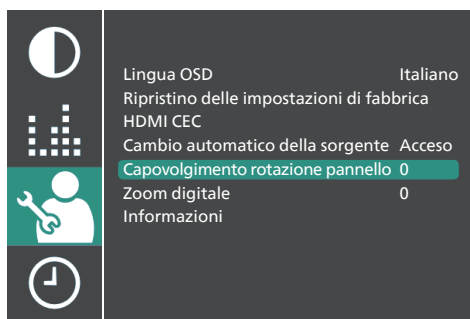 Lingua OSD Italiano
Ripristino delle impostazioni di fabbrica
HDMI CEC
Cambio automatico della sorgente Acceso
Capovolgimento rotazione pannello 0
Zoom digitale 0
Informazioni